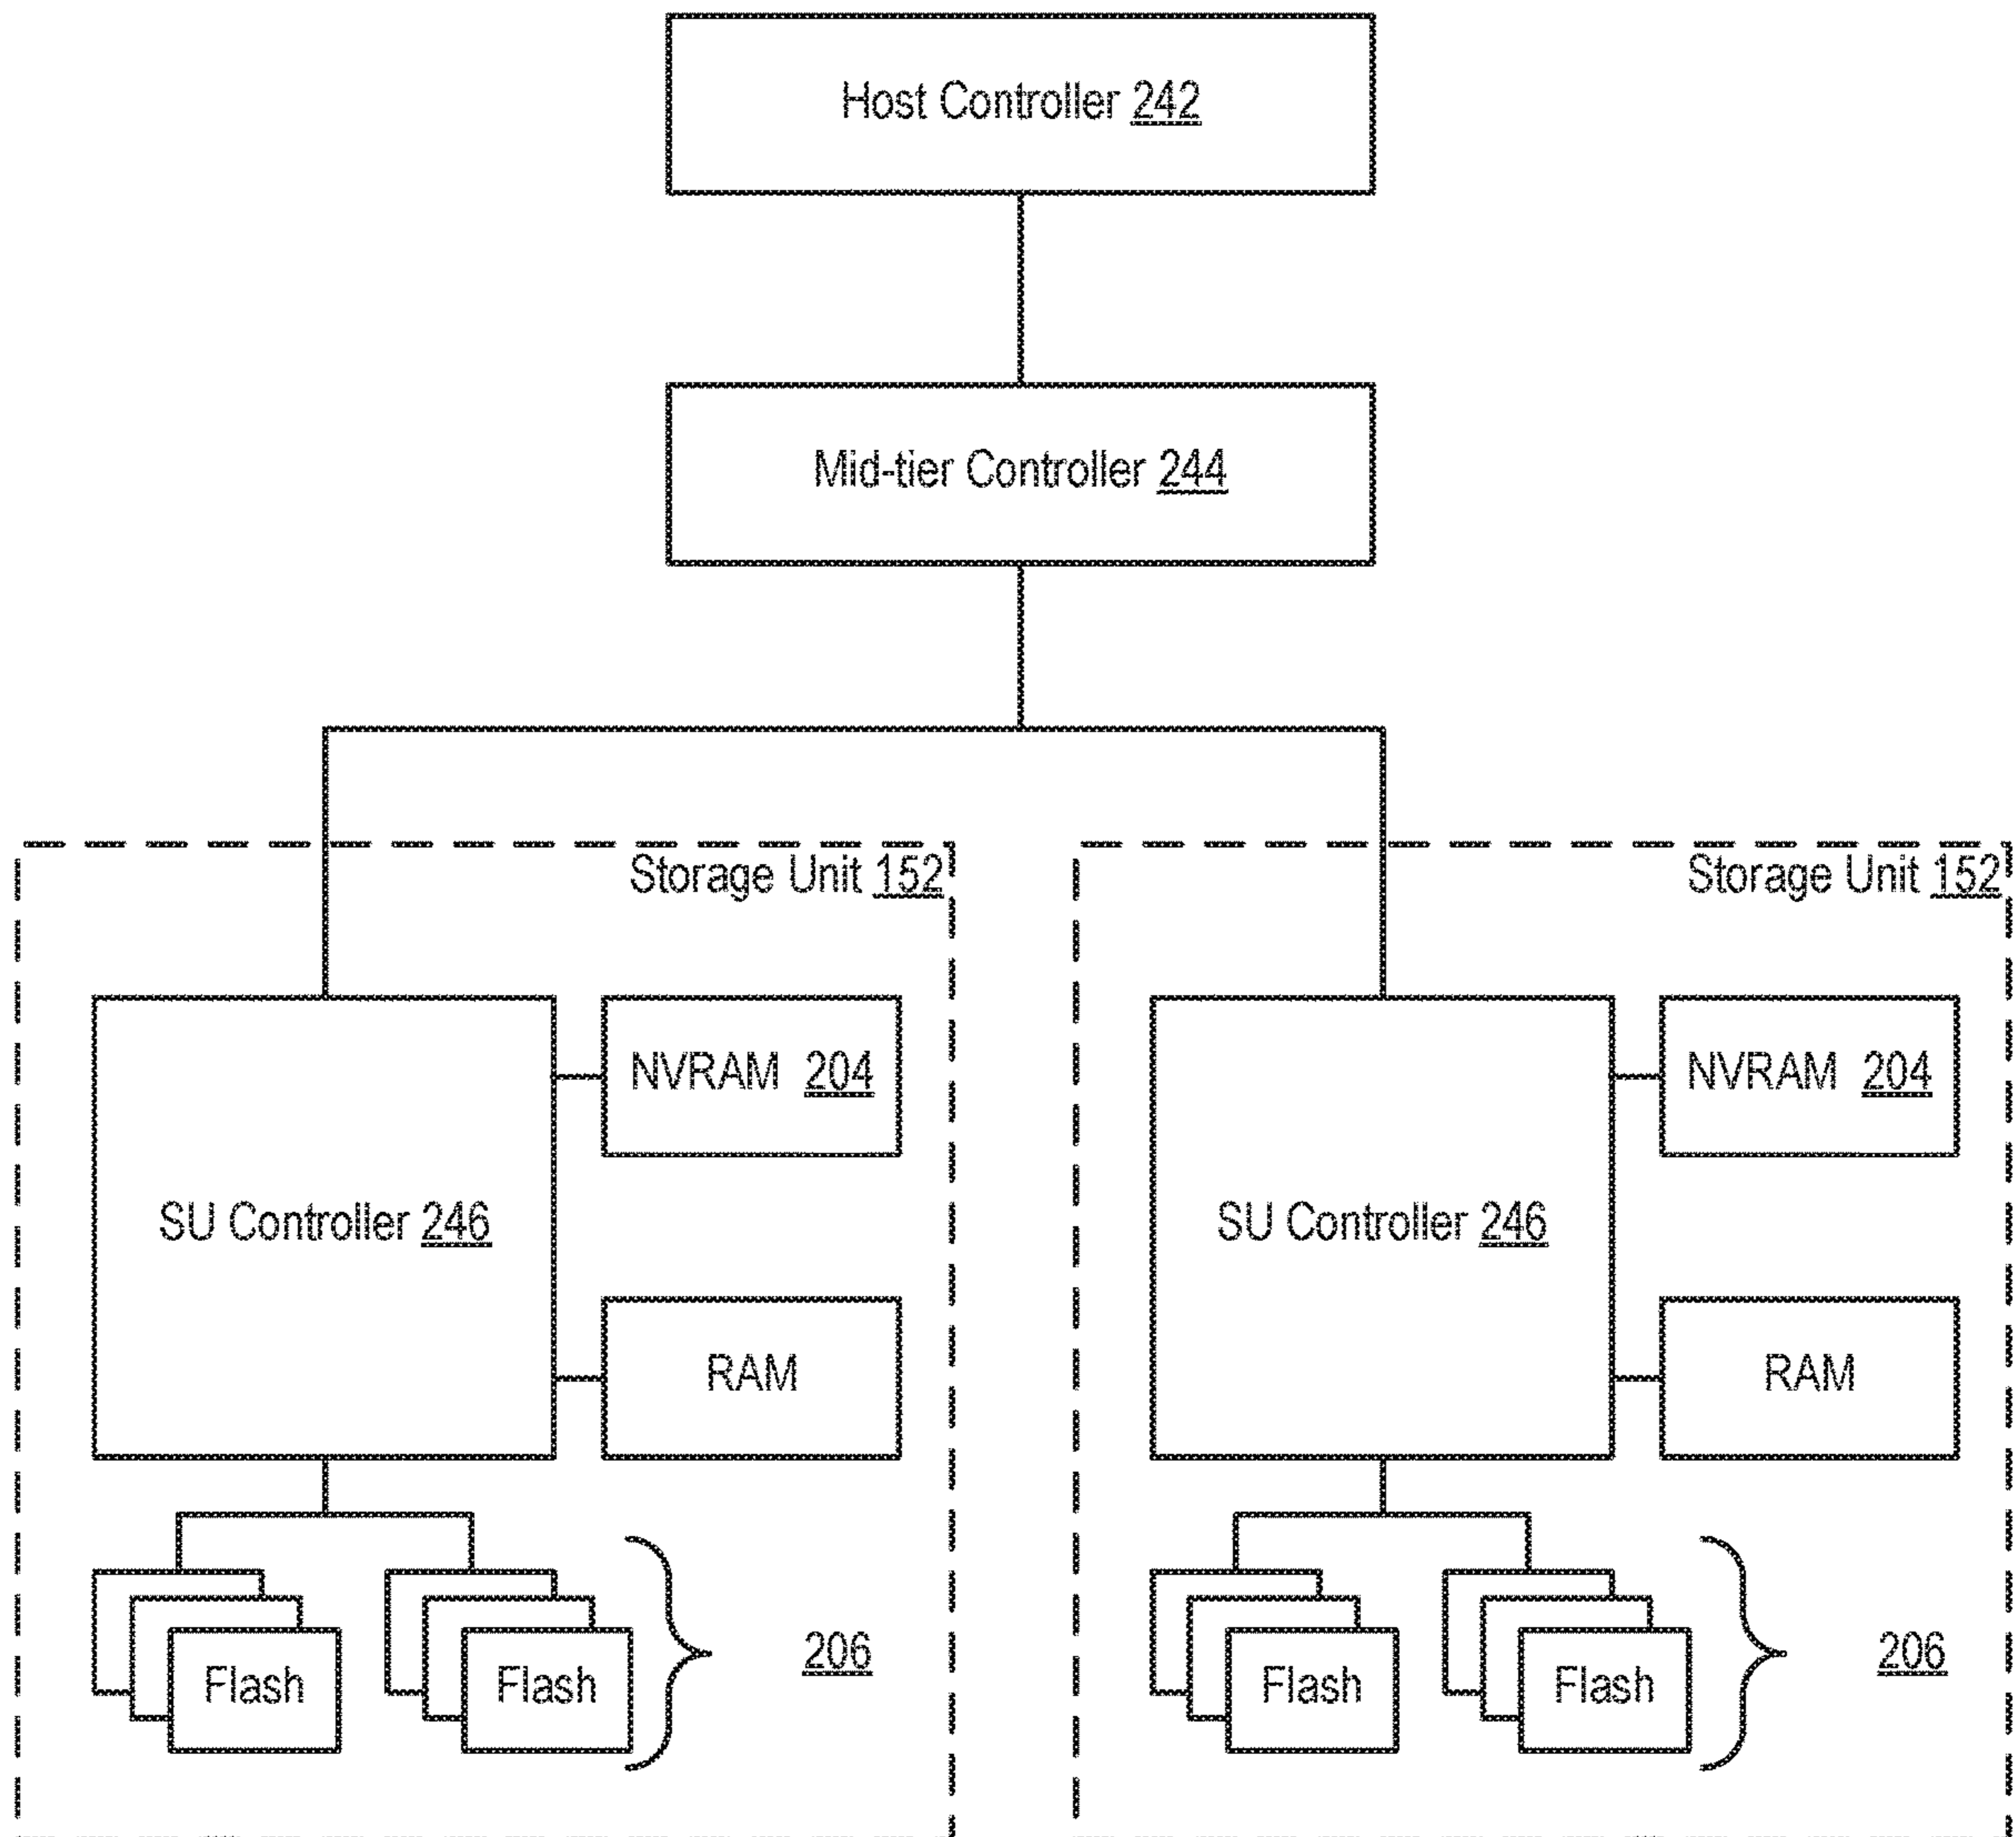 Host Controller 242
Mid-tier Controller 244
Storage Unit 152
NVRAM 204
SU Controller 246
RAM
Flash
Flash
206
Storage Unit 152
NVRAM 204
SU Controller 246
RAM
Flash
Flash
206